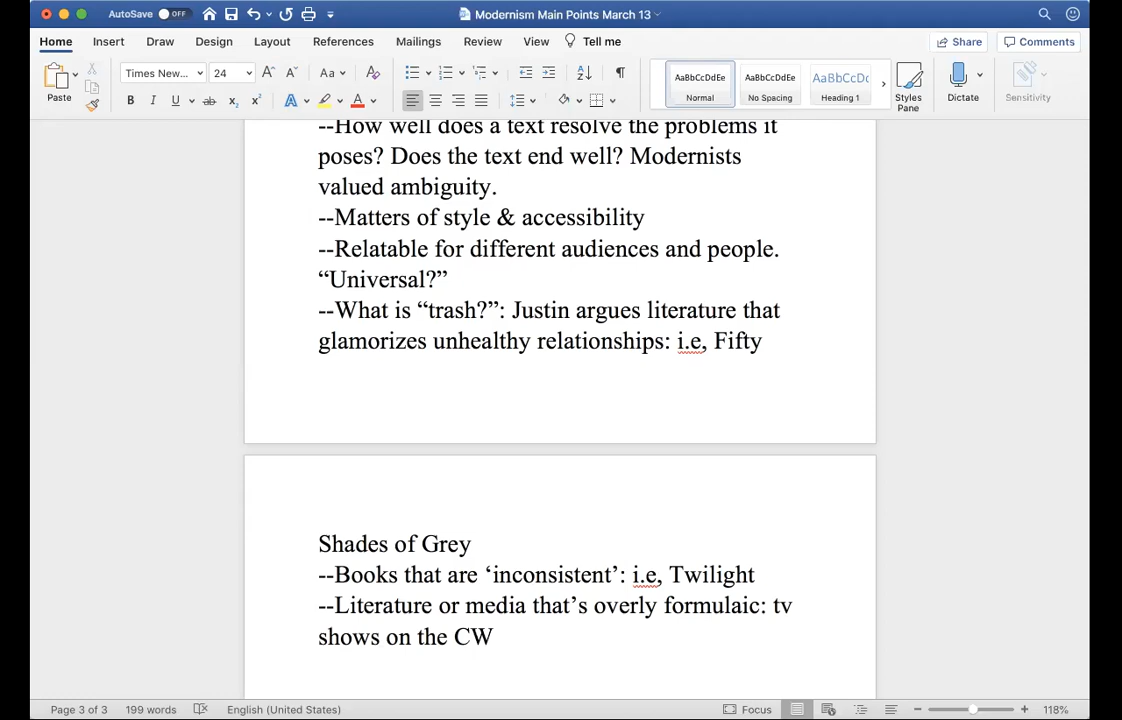 AutoSave OFF
Modernism Main Points March 13
Home Insert Draw Design Layout References Mailings Review View Tell me Share Comments
Paste
Times New... 24
Aa
AaBbCcDdEe AaBbCcDdEe AaBbCcDc
Normal No Spacing Heading 1
Styles Pane
Dictate
Sensitivity
--How well does a text resolve the problems it
poses? Does the text end well? Modernists
valued ambiguity.
--Matters of style & accessibility
--Relatable for different audiences and people.
“Universal?”
--What is “trash?”: Justin argues literature that
glamorizes unhealthy relationships: i.e, Fifty
Shades of Grey
--Books that are ‘inconsistent’: i.e, Twilight
--Literature or media that’s overly formulaic: tv
shows on the CW
Page 3 of 3 199 words English (United States) Focus 118%